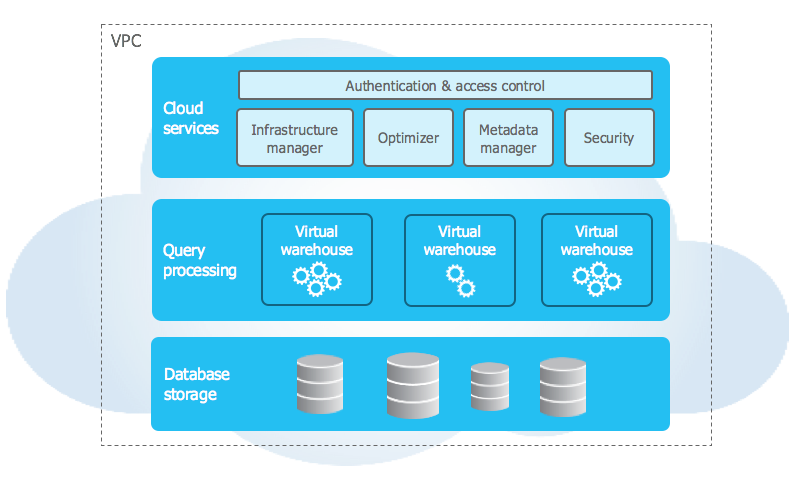 VPC
Cloud
services
Authentication & access control
Infrastructure
manager
Optimizer
Metadata
manager
Security
Query
processing
Virtual
warehouse
Virtual
warehouse
Virtual
warehouse
Database
storage